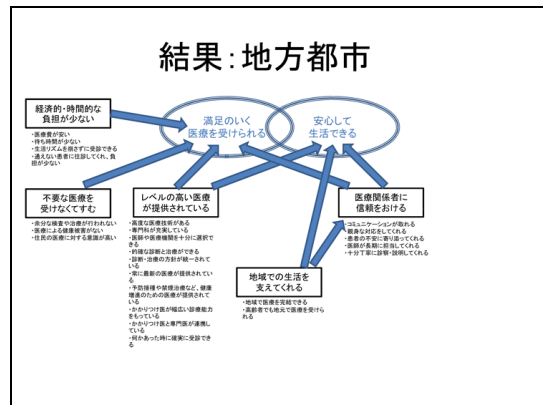 結果：地方都市
経済的・時間的な
負担が少ない
・医療費が安い
・待ち時間が少ない
・生活リズムを崩さずに受診できる
・通えない患者に往診してくれ、負
担が少ない
満足のいく
医療を受けられる
安心して
生活できる
不要な医療を
受けなくてすむ
・余分な検査や治療が行われない
・医療による健康被害がない
・住民の医療に対する意識が高い
レベルの高い医療
が提供されている
・高度な医療技術がある
・専門科が充実している
・医師や医療機関を十分に選択で
きる
・的確な診断と治療ができる
・診断・治療の方針が統一されて
いる
・常に最新の医療が提供されてい
る
・予防接種や禁煙治療など、健康
増進のための医療が提供されて
いる
・かかりつけ医が幅広い診療能力
をもっている
・かかりつけ医と専門医が連携し
ている
・何かあった時に確実に受診でき
る
医療関係者に
信頼をおける
・コミュニケーションが取れる
・親身な対応をしてくれる
・患者の不安に寄り添ってくれる
・医師が長期に担当してくれる
・十分丁寧に診察・説明してくれる
地域での生活を
支えてくれる
・地域で医療を完結できる
・高齢者でも地元で医療を受けら
れる